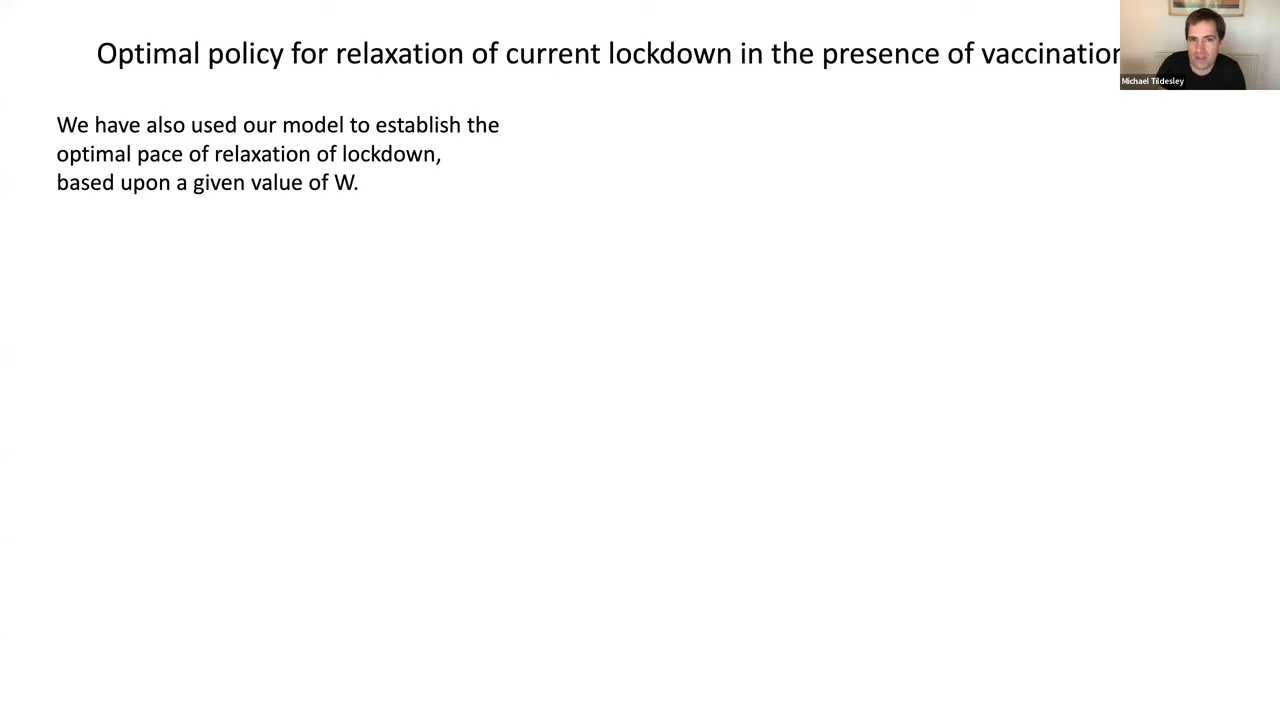 Optimal policy for relaxation of current lockdown in the presence of vaccination
Michael Tildesley
We have also used our model to establish the
optimal pace of relaxation of lockdown,
based upon a given value of W.